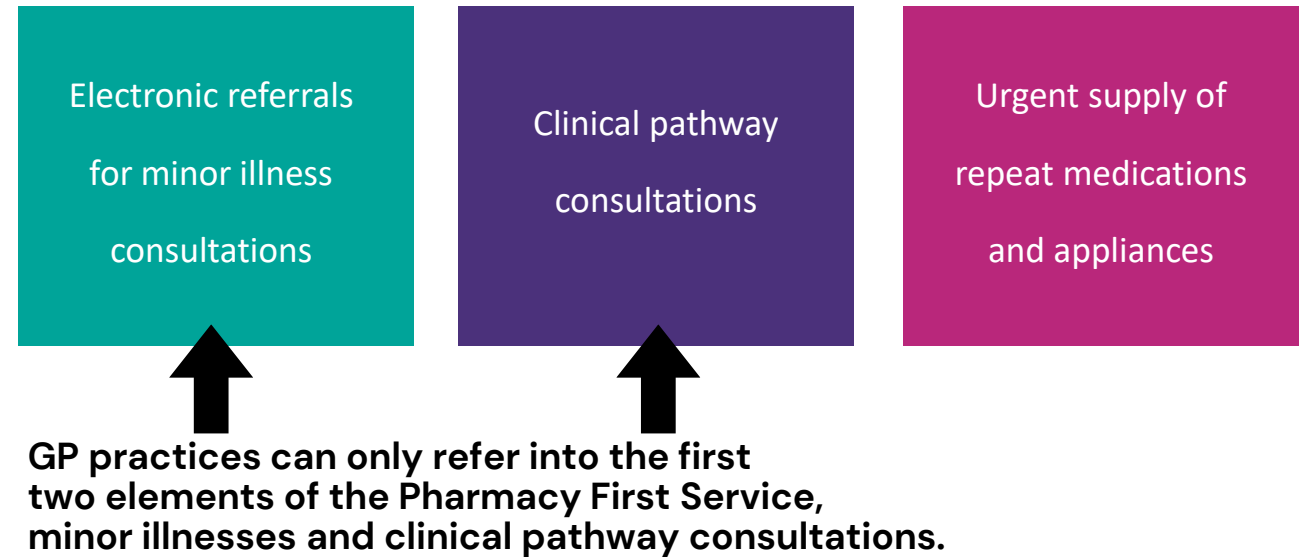 Electronic referrals
for minor illness
consultations
Clinical pathway
consultations
Urgent supply of
repeat medications
and appliances
GP practices can only refer into the first
two elements of the Pharmacy First Service,
minor illnesses and clinical pathway consultations.